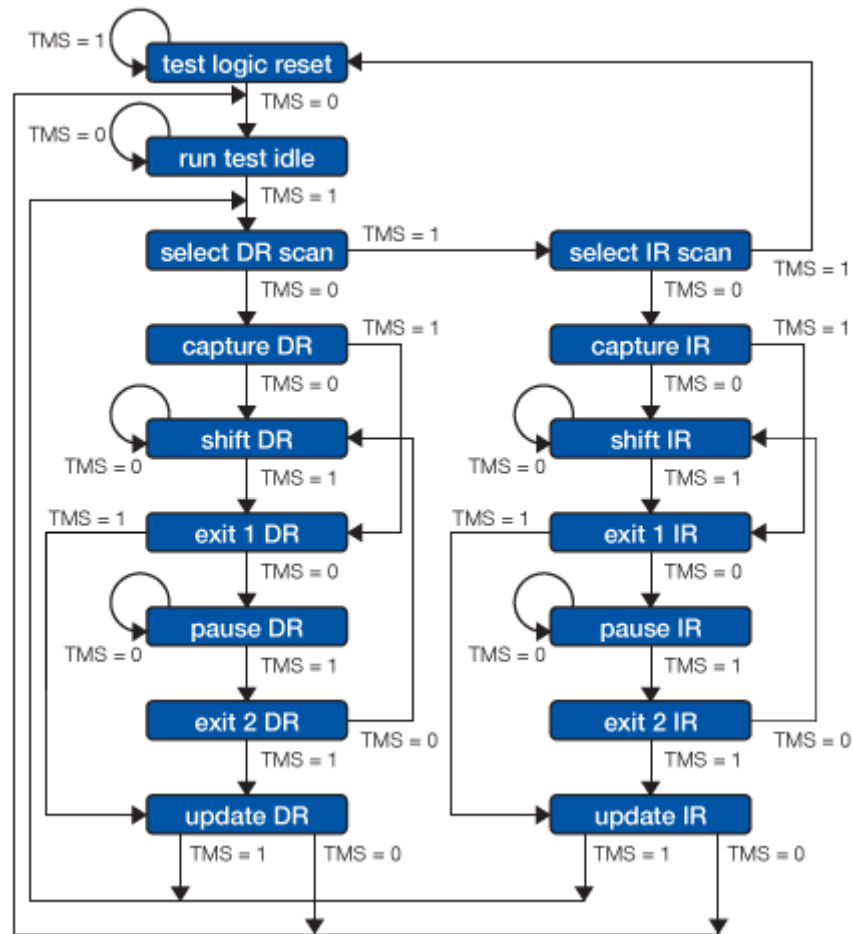 TMS = 1
test logic reset
TMS = 0
TMS = 0
run test idle
TMS = 1
select DR scan
TMS = 1
select IR scan
TMS = 1
TMS = 0
TMS = 0
capture DR
TMS = 1
capture IR
TMS = 1
TMS = 0
TMS = 0
shift DR
shift IR
TMS = 0
TMS = 1
TMS = 0
TMS = 1
TMS = 1
exit 1 DR
TMS = 1
exit 1 IR
TMS = 0
TMS = 0
pause DR
pause IR
TMS = 0
TMS = 1
TMS = 0
TMS = 1
exit 2 DR
TMS = 0
exit 2 IR
TMS = 0
TMS = 1
TMS = 1
update DR
update IR
TMS = 1
TMS = 0
TMS = 1
TMS = 0